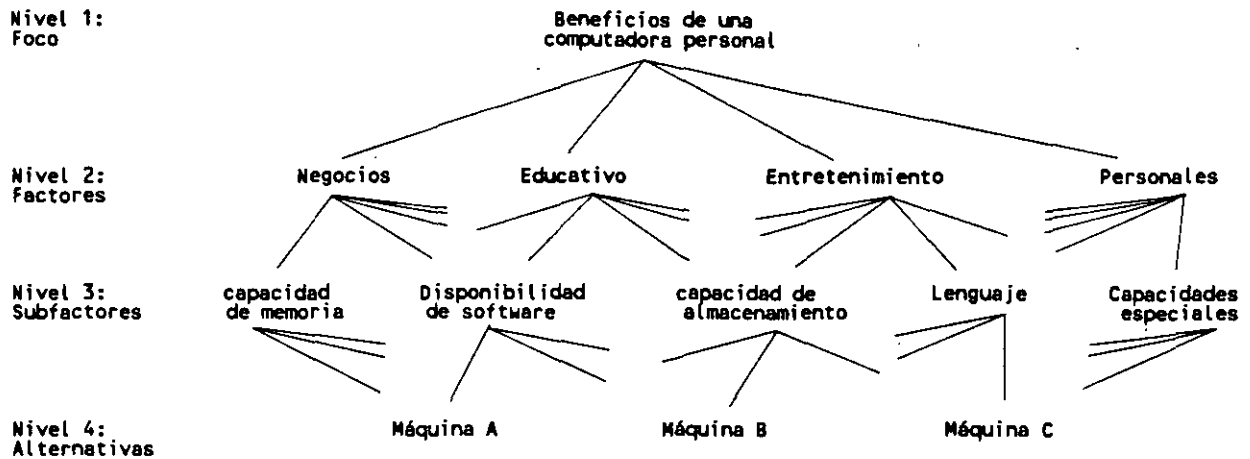 Nivel 1:
Foco
Beneficios de una
computadora personal
Nivel 2:
Factores
Negocios
Educativo
Entretenimiento
Personales
Nivel 3:
Subfactores
capacidad
de memoria
Disponibilidad
de software
capacidad de
almacenamiento
Lenguaje
Capacidades
especiales
Nivel 4:
Alternativas
Máquina A
Máquina B
Máquina C